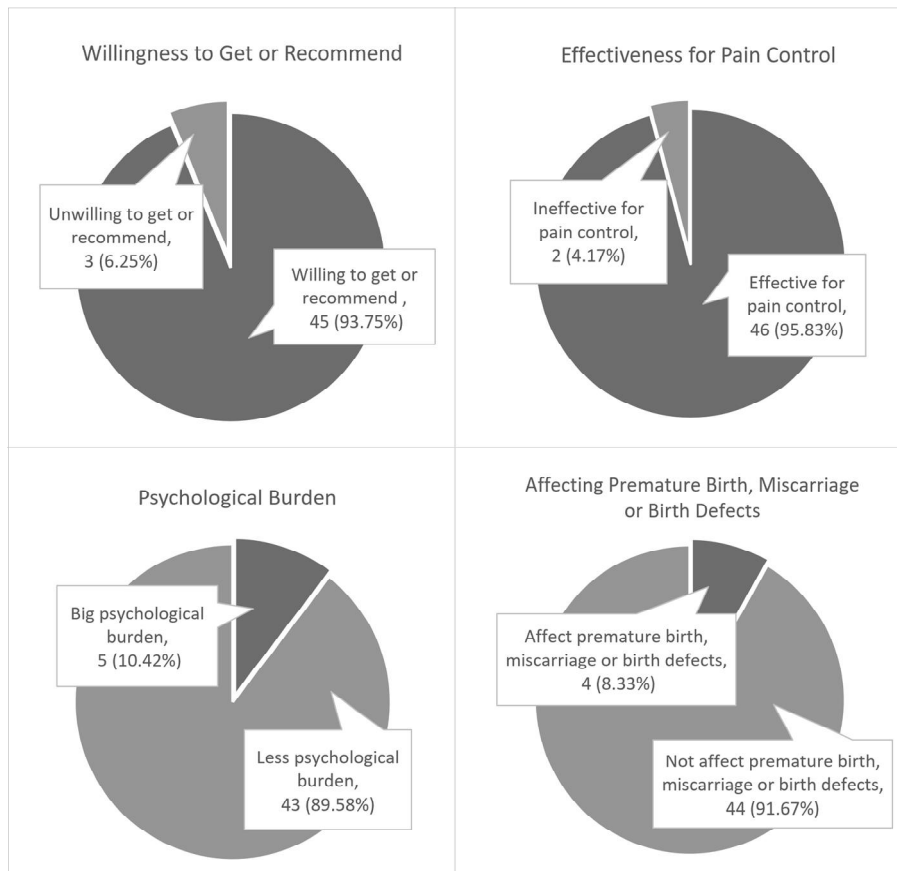 Willingness to Get or Recommend
Unwilling to get or
recommend,
3 (6.25%)
Willing to get or
recommend ,
45 (93.75%)
Effectiveness for Pain Control
Ineffective for
pain control,
2 (4.17%)
Effective for
pain control,
46 (95.83%)
Psychological Burden
Big psychological
burden,
5 (10.42%)
Less psychological
burden,
43 (89.58%)
Affecting Premature Birth, Miscarriage
or Birth Defects
Affect premature birth,
miscarriage or birth defects,
4 (8.33%)
Not affect premature birth,
miscarriage or birth defects,
44 (91.67%)